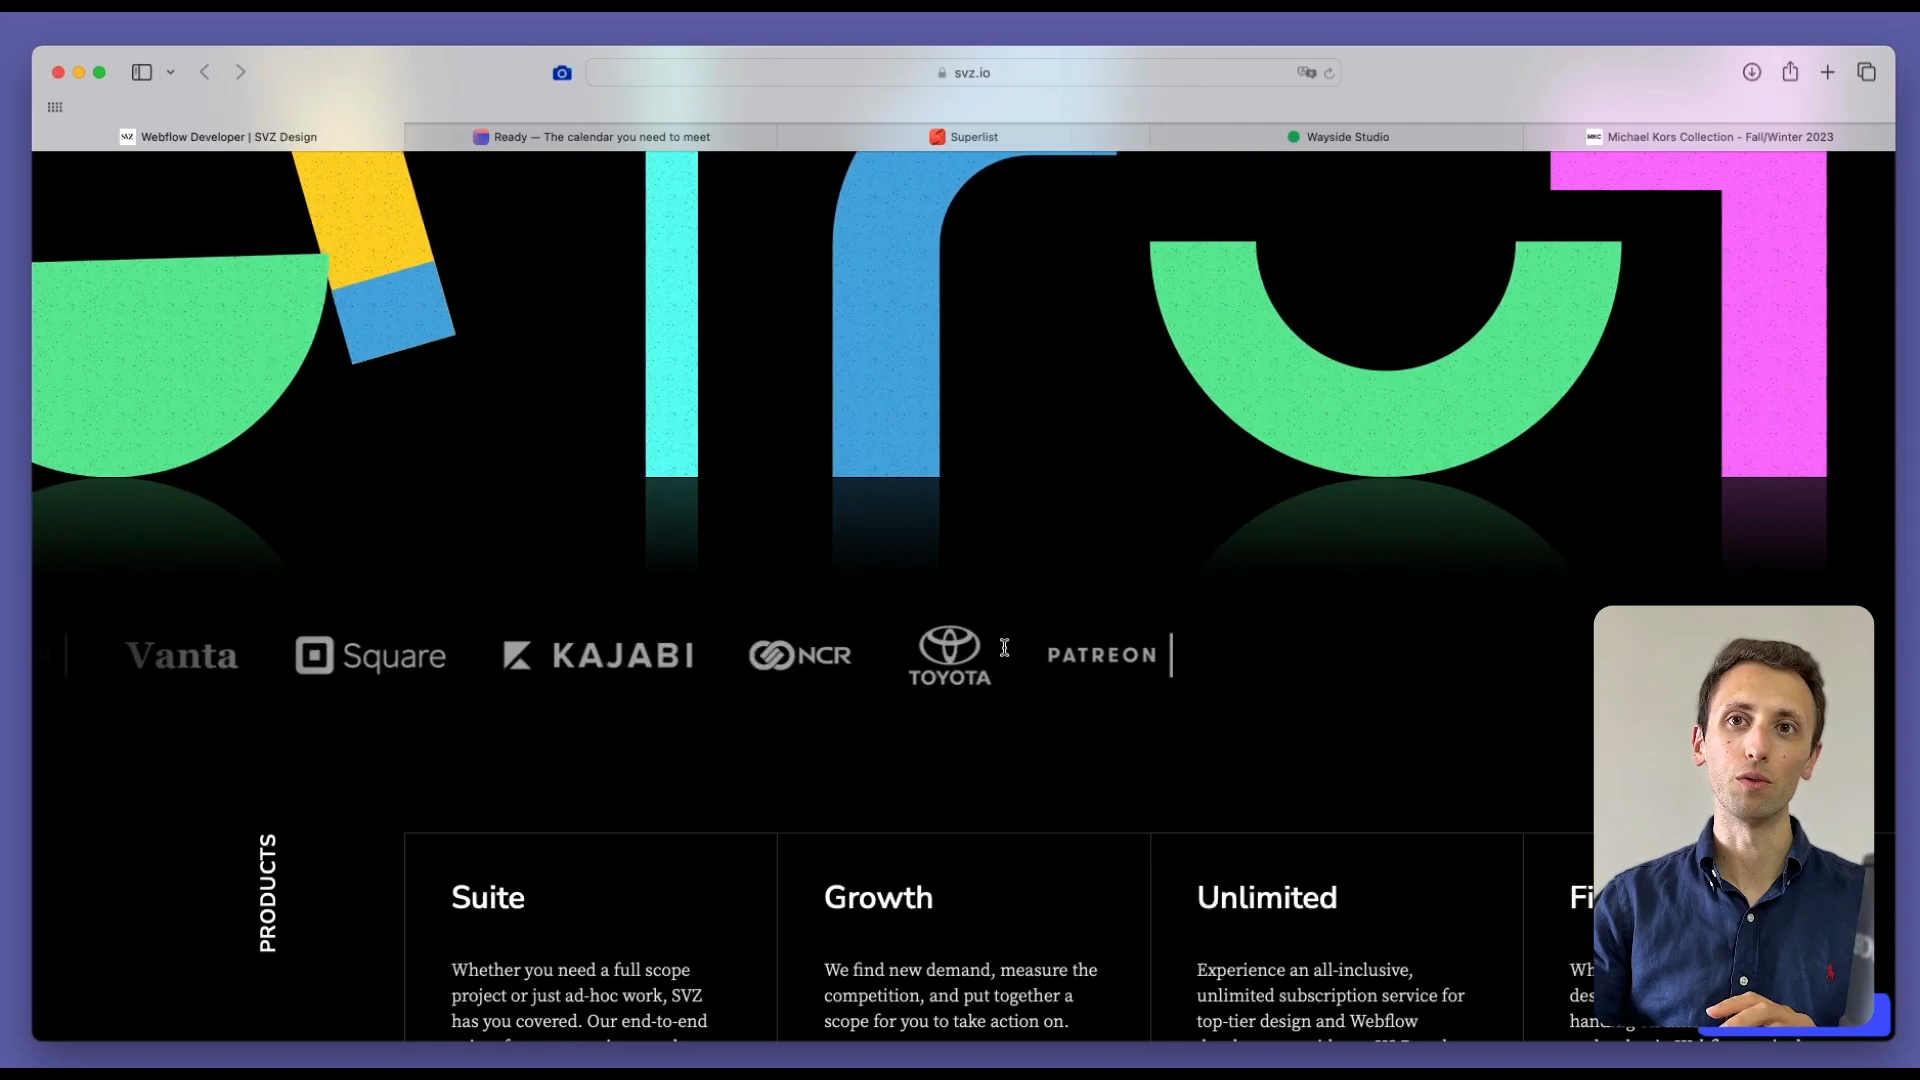 svz.io
SVZ Webflow Developer | SVZ Design
Ready — The calendar you need to meet
Superlist
Wayside Studio
MKC Michael Kors Collection - Fall/Winter 2023
Vanta
Square
KAJABI
NCR
TOYOTA
PATREON
PRODUCTS
Suite
Whether you need a full scope
project or just ad-hoc work, SVZ
has you covered. Our end-to-end
Growth
We find new demand, measure the
competition, and put together a
scope for you to take action on.
Unlimited
Experience an all-inclusive,
unlimited subscription service for
top-tier design and Webflow